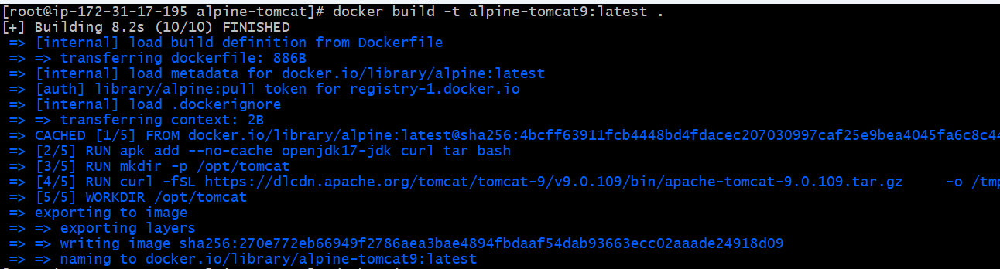 [root@ip-172-31-17-195 alpine-tomcat]# docker build -t alpine-tomcat9:latest .
[+] Building 8.2s (10/10) FINISHED
=> [internal] load build definition from Dockerfile
=> => transferring dockerfile: 886B
=> [internal] load metadata for docker.io/library/alpine:latest
=> [auth] library/alpine:pull token for registry-1.docker.io
=> [internal] load .dockerignore
=> => transferring context: 2B
=> CACHED [1/5] FROM docker.io/library/alpine:latest@sha256:4bcff63911fcb4448bd4fdacec207030997caf25e9bea4045fa6c8c44
=> [2/5] RUN apk add --no-cache openjdk17-jdk curl tar bash
=> [3/5] RUN mkdir -p /opt/tomcat
=> [4/5] RUN curl -fSL https://dlcdn.apache.org/tomcat/tomcat-9/v9.0.109/bin/apache-tomcat-9.0.109.tar.gz     -o /tmp
=> [5/5] WORKDIR /opt/tomcat
=> exporting to image
=> => exporting layers
=> => writing image sha256:270e772eb66949f2786aea3bae4894fbdaaf54dab93663ecc02aaade24918d09
=> => naming to docker.io/library/alpine-tomcat9:latest